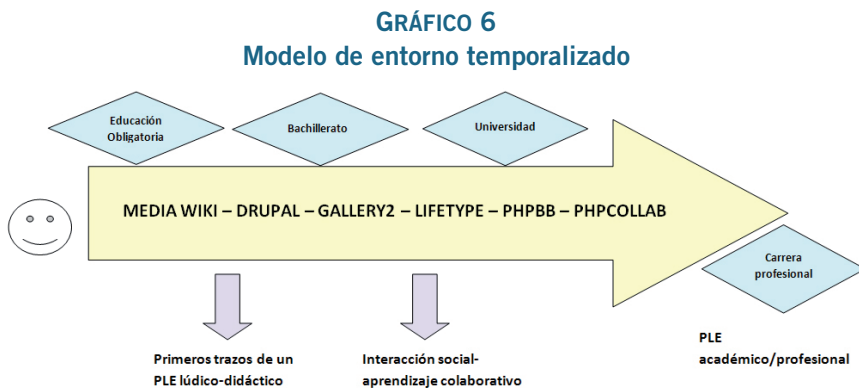 GRÁFICO 6
Modelo de entorno temporalizado
Educación
Obligatoria
Bachillerato
Universidad
MEDIA WIKI – DRUPAL – GALLERY2 – LIFETYPE – PHPBB – PHPCOLLAB
Carrera
profesional
Primeros trazos de un
PLE lúdico-didáctico
Interacción social-
aprendizaje colaborativo
PLE
académico/profesional